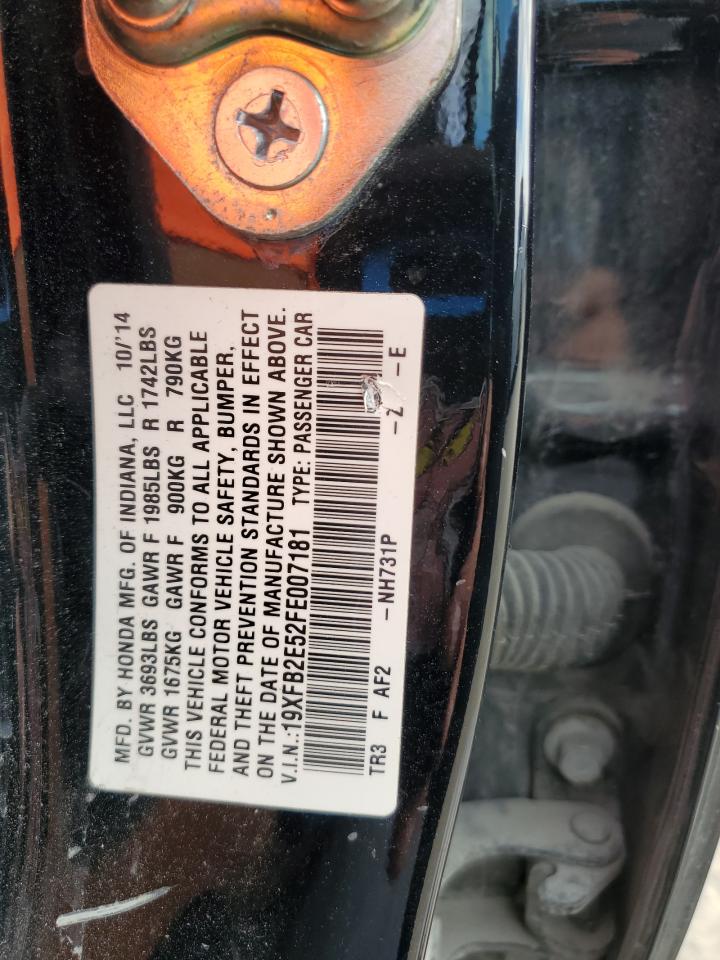 MFD. BY HONDA MFG. OF INDIANA, LLC 10/'14
GVWR 3693LBS GAWR F 1985LBS R 1742LBS
GVWR 1675KG GAWR F 900KG R 790KG
THIS VEHICLE CONFORMS TO ALL APPLICABLE
FEDERAL MOTOR VEHICLE SAFETY, BUMPER,
AND THEFT PREVENTION STANDARDS IN EFFECT
ON THE DATE OF MANUFACTURE SHOWN ABOVE.
V.I.N.:19XFB2E52FE007181 TYPE: PASSENGER CAR
TR3 F AF2 -NH731P -Z -E